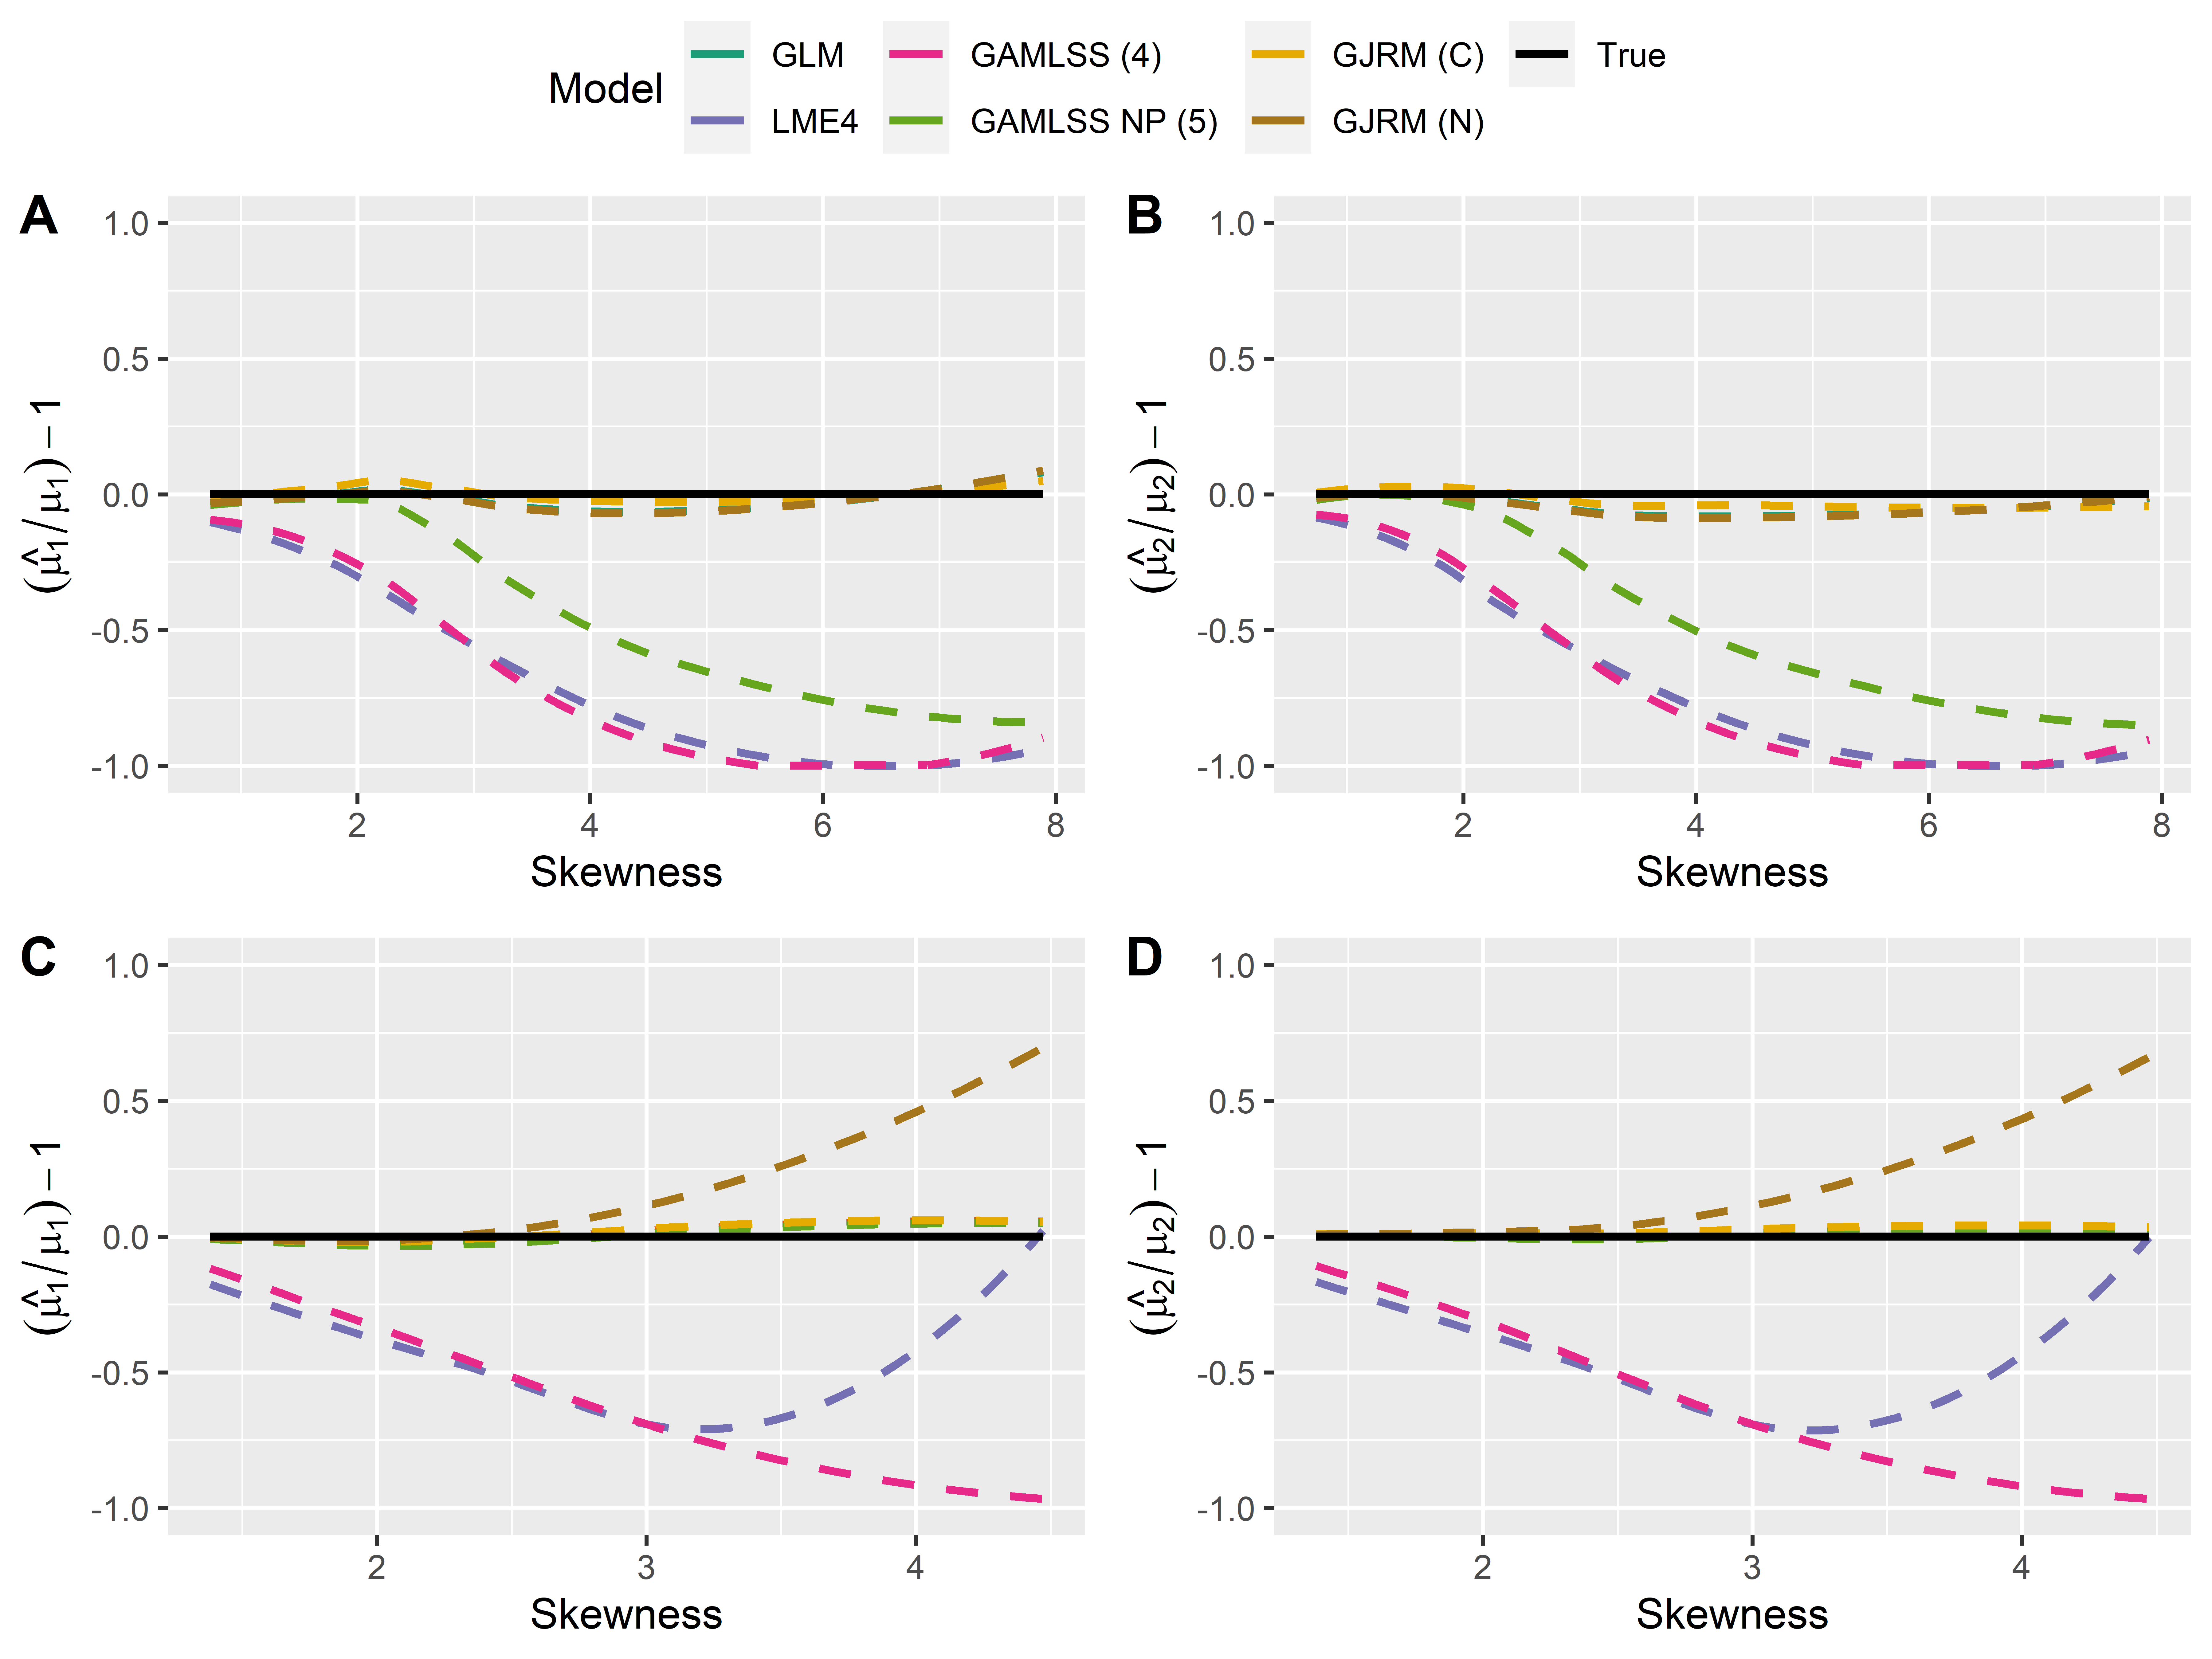 Model
GLM
GAMLSS (4)
GJRM (C)
True
LME4
GAMLSS NP (5)
GJRM (N)
A
1.0
0.5
0.0
-0.5
-1.0
(μ̂₁/μ₁) − 1
2 4 6 8
Skewness
B
1.0
0.5
0.0
-0.5
-1.0
(μ̂₂/μ₂) − 1
2 4 6 8
Skewness
C
1.0
0.5
0.0
-0.5
-1.0
(μ̂₁/μ₁) − 1
2 3 4
Skewness
D
1.0
0.5
0.0
-0.5
-1.0
(μ̂₂/μ₂) − 1
2 3 4
Skewness